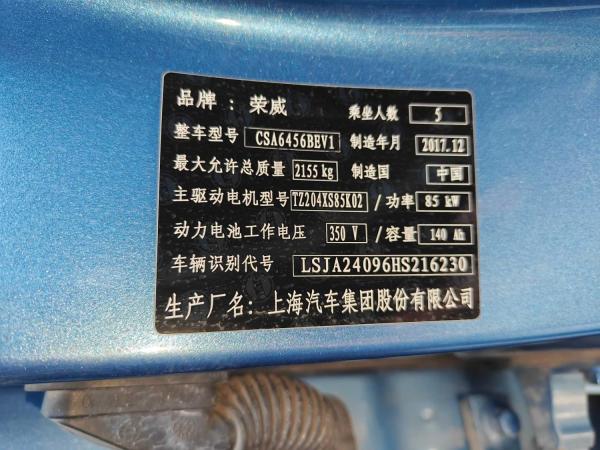 品牌：荣威 乘坐人数 5
整车型号 CSA6456BEV1 制造年月 2017.12
最大允许总质量 2155 kg 制造国 中国
主驱动电机型号 TZ204XS85K02 /功率 85 kW
动力电池工作电压 350 V /容量 140 Ah
车辆识别代号 LSJA24096HS216230
生产厂名：上海汽车集团股份有限公司